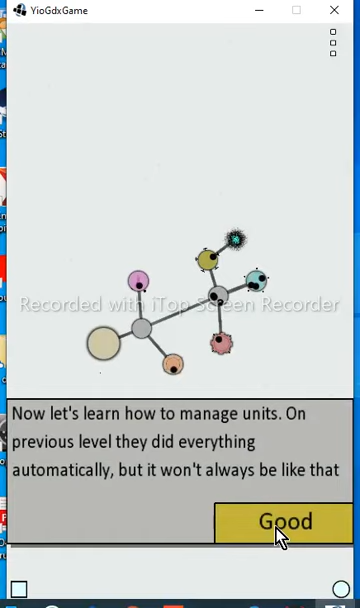 YioGdxGame
Recorded with iTop Screen Recorder
Now let's learn how to manage units. On
previous level they did everything
automatically, but it won't always be like that
Good